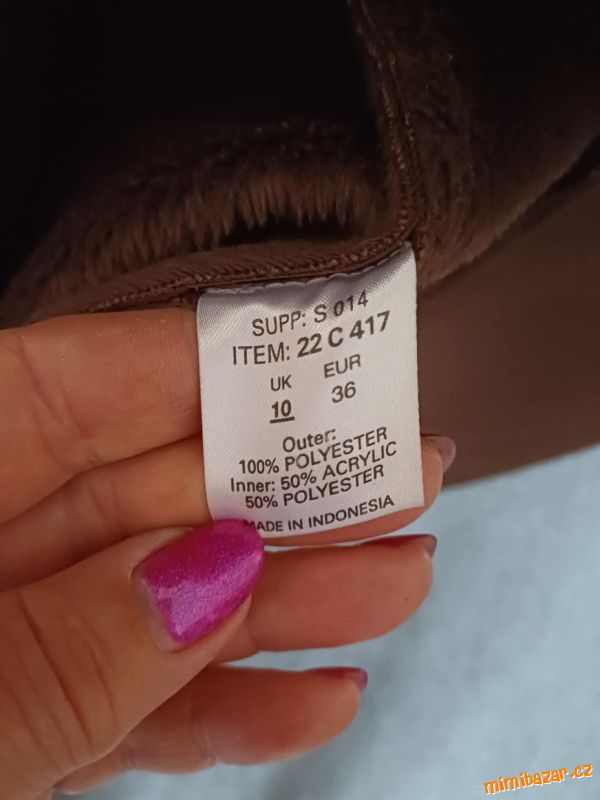 SUPP: S 014
ITEM: 22 C 417
UK EUR
10 36
Outer:
100% POLYESTER
Inner: 50% ACRYLIC
50% POLYESTER
MADE IN INDONESIA
mimibazar.cz